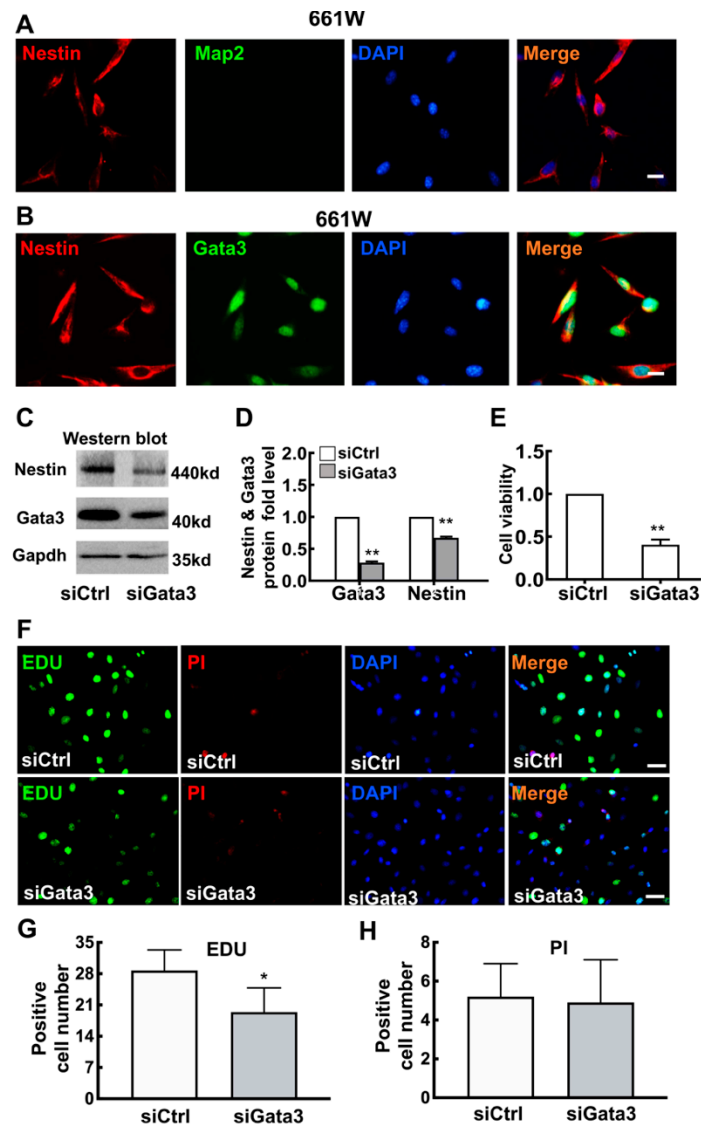 661W
A
Nestin Map2 DAPI Merge
B
661W
Nestin Gata3 DAPI Merge
C
Western blot
Nestin 440kd
Gata3 40kd
Gapdh 35kd
siCtrl siGata3
D
Nestin & Gata3
protein fold level
2.0
1.5
1.0
0.5
0.0
siCtrl
siGata3
** **
Gata3 Nestin
E
Cell viability
1.5
1.0
0.5
0.0
**
siCtrl siGata3
F
EDU PI DAPI Merge
siCtrl siCtrl siCtrl siCtrl
EDU PI DAPI Merge
siGata3 siGata3 siGata3 siGata3
G
EDU
Positive
cell number
35
28
21
14
7
0
*
siCtrl siGata3
H
PI
Positive
cell number
8
6
4
2
0
siCtrl siGata3